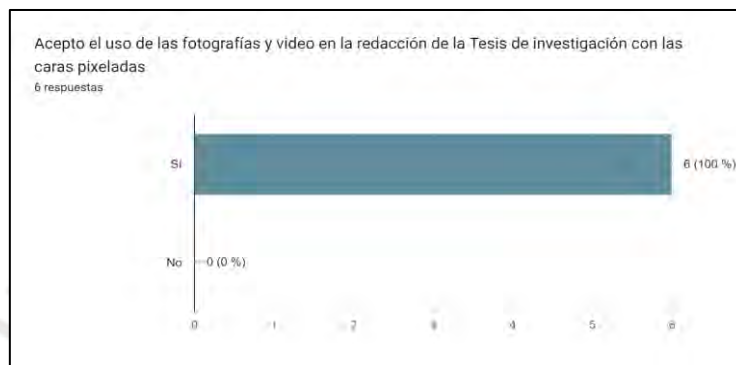 Acepto el uso de las fotografías y video en la redacción de la Tesis de investigación con las
caras pixeladas
6 respuestas
Sí
6 (100 %)
No
0 (0 %)
0 1 2 3 4 5 6